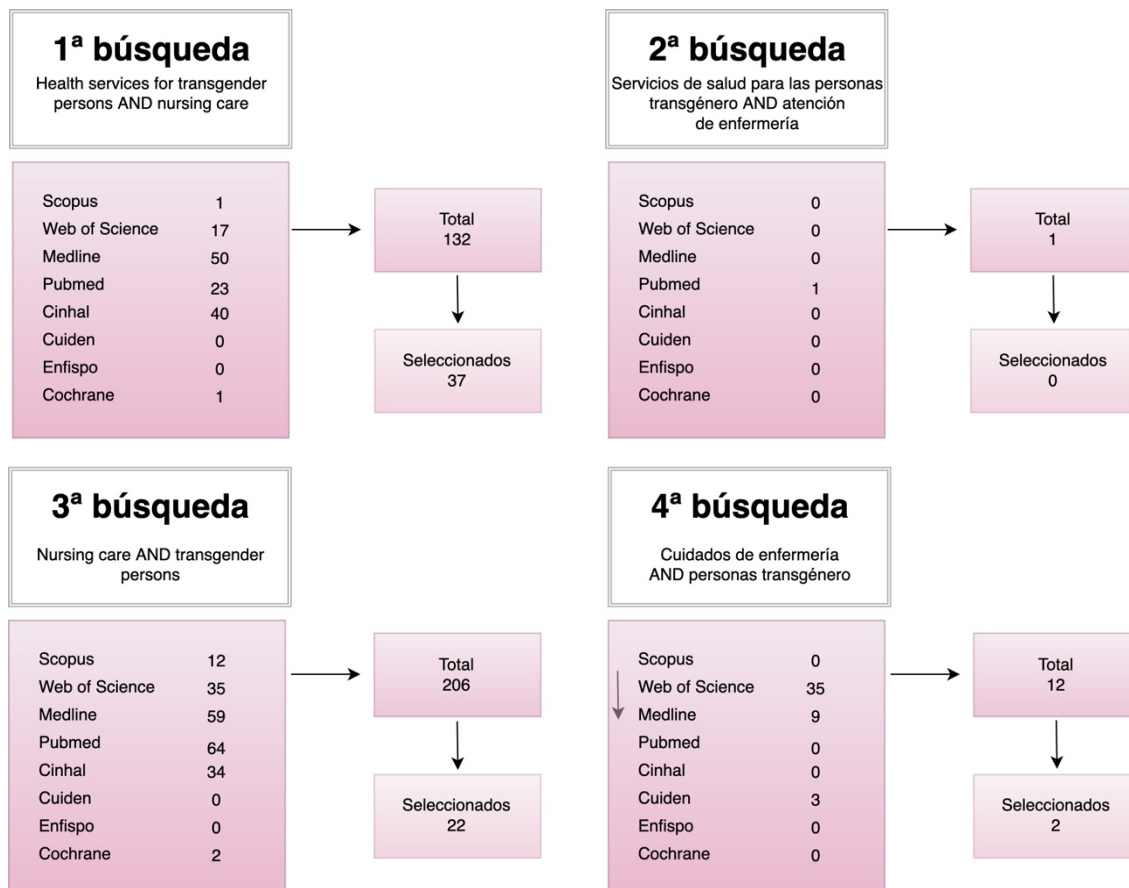 1ª búsqueda
Health services for transgender
persons AND nursing care
Scopus 1
Web of Science 17
Medline 50
Pubmed 23
Cinhal 40
Cuiden 0
Enfispo 0
Cochrane 1
Total
132
Seleccionados
37
2ª búsqueda
Servicios de salud para las personas
transgénero AND atención
de enfermería
Scopus 0
Web of Science 0
Medline 0
Pubmed 1
Cinhal 0
Cuiden 0
Enfispo 0
Cochrane 0
Total
1
Seleccionados
0
3ª búsqueda
Nursing care AND transgender
persons
Scopus 12
Web of Science 35
Medline 59
Pubmed 64
Cinhal 34
Cuiden 0
Enfispo 0
Cochrane 2
Total
206
Seleccionados
22
4ª búsqueda
Cuidados de enfermería
AND personas transgénero
Scopus 0
Web of Science 35
Medline 9
Pubmed 0
Cinhal 0
Cuiden 3
Enfispo 0
Cochrane 0
Total
12
Seleccionados
2